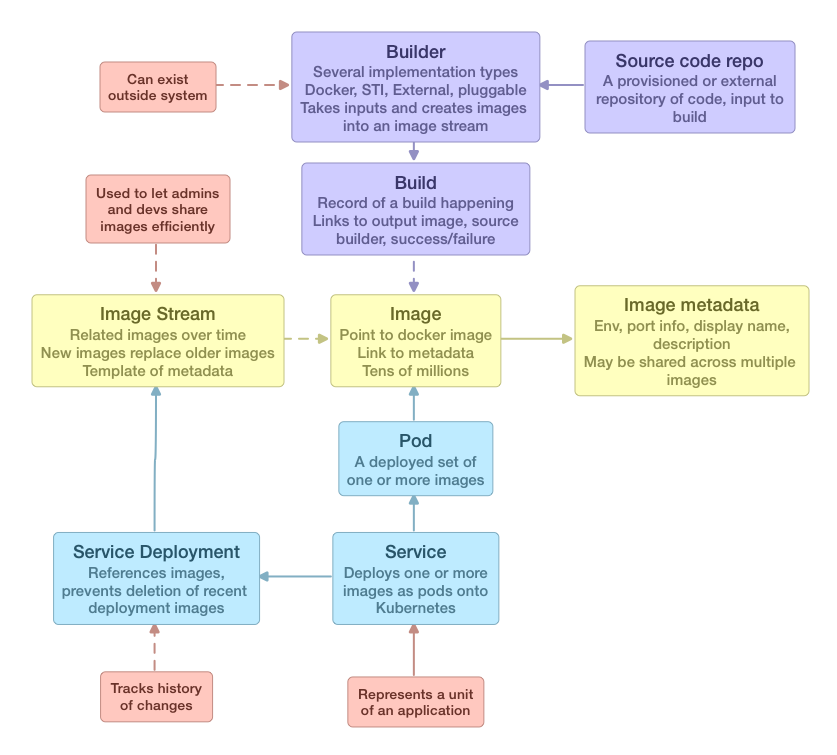 Builder
Several implementation types
Docker, STI, External, pluggable
Takes inputs and creates images
into an image stream
Source code repo
A provisioned or external
repository of code, input to
build
Can exist
outside system
Build
Record of a build happening
Links to output image, source
builder, success/failure
Used to let admins
and devs share
images efficiently
Image Stream
Related images over time
New images replace older images
Template of metadata
Image
Point to docker image
Link to metadata
Tens of millions
Image metadata
Env, port info, display name,
description
May be shared across multiple
images
Pod
A deployed set of
one or more images
Service Deployment
References images,
prevents deletion of recent
deployment images
Service
Deploys one or more
images as pods onto
Kubernetes
Tracks history
of changes
Represents a unit
of an application